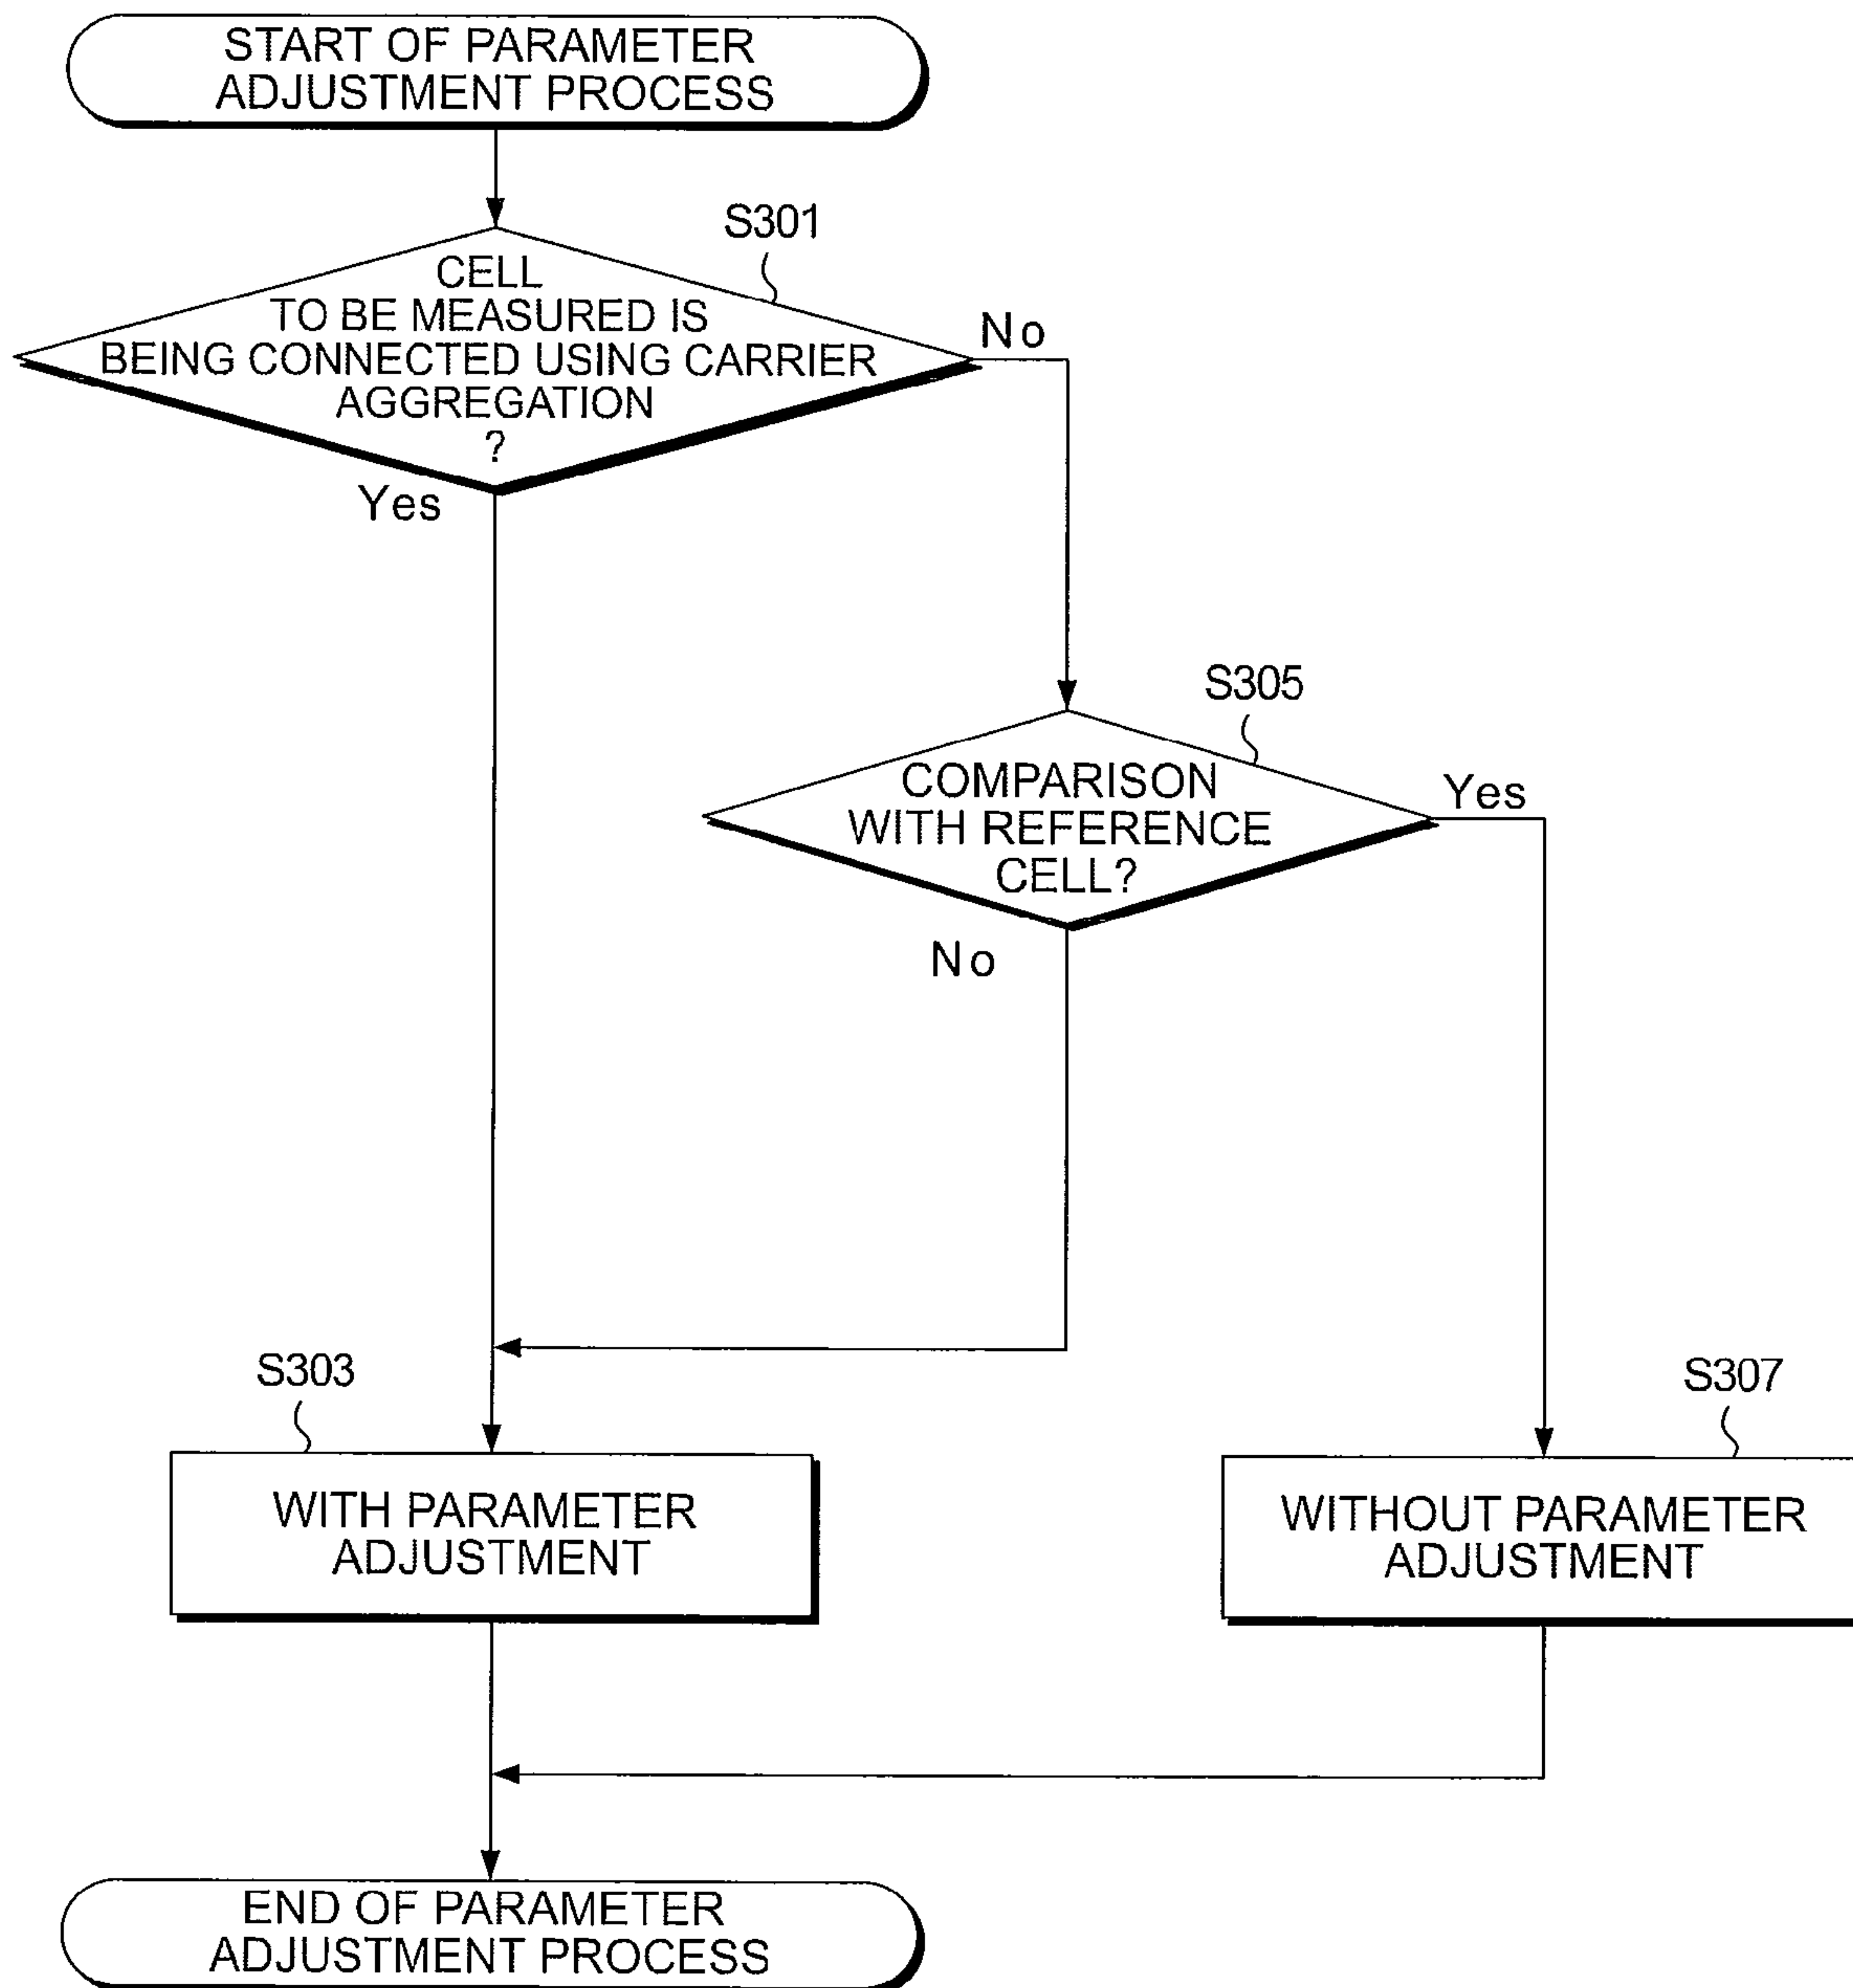 START OF PARAMETER
ADJUSTMENT PROCESS
S301
CELL
TO BE MEASURED IS
BEING CONNECTED USING CARRIER
AGGREGATION
?
No
Yes
S305
COMPARISON
WITH REFERENCE
CELL?
Yes
No
S303
WITH PARAMETER
ADJUSTMENT
S307
WITHOUT PARAMETER
ADJUSTMENT
END OF PARAMETER
ADJUSTMENT PROCESS